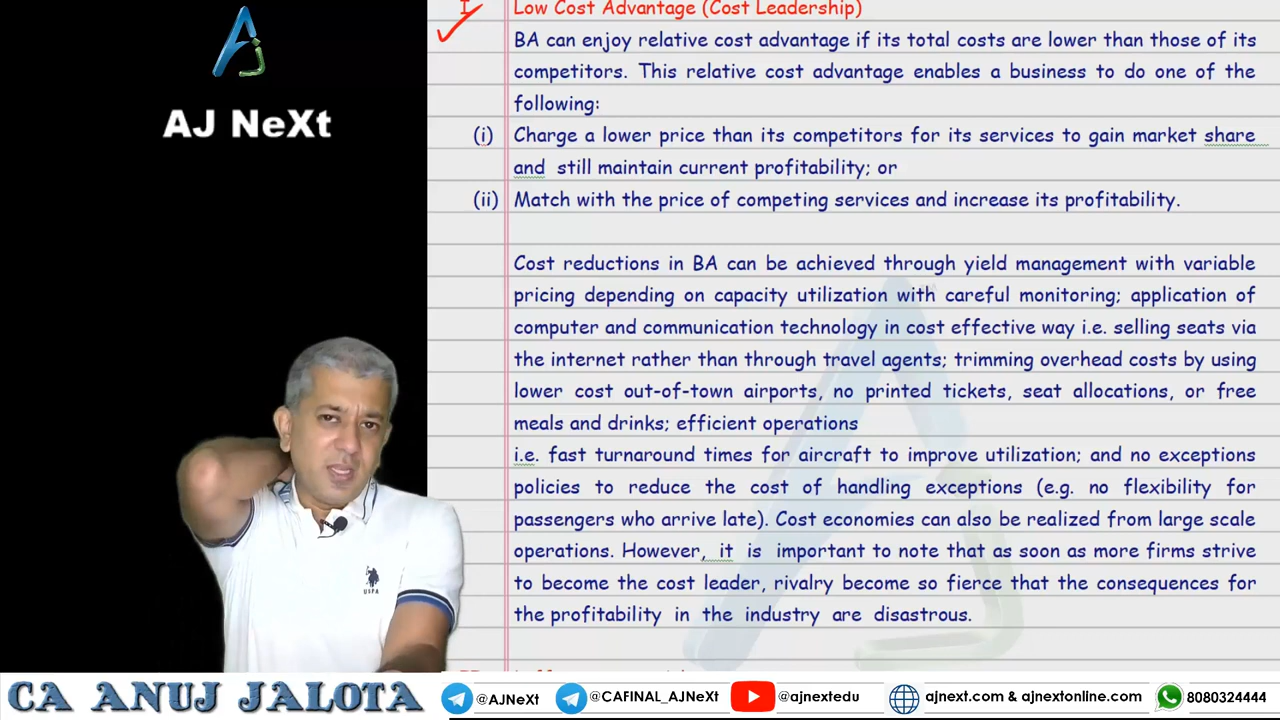 AJ NeXt
I Low Cost Advantage (Cost Leadership)
BA can enjoy relative cost advantage if its total costs are lower than those of its
competitors. This relative cost advantage enables a business to do one of the
following:
(i) Charge a lower price than its competitors for its services to gain market share
and still maintain current profitability; or
(ii) Match with the price of competing services and increase its profitability.
Cost reductions in BA can be achieved through yield management with variable
pricing depending on capacity utilization with careful monitoring; application of
computer and communication technology in cost effective way i.e. selling seats via
the internet rather than through travel agents; trimming overhead costs by using
lower cost out-of-town airports, no printed tickets, seat allocations, or free
meals and drinks; efficient operations
i.e. fast turnaround times for aircraft to improve utilization; and no exceptions
policies to reduce the cost of handling exceptions (e.g. no flexibility for
passengers who arrive late). Cost economies can also be realized from large scale
operations. However, it is important to note that as soon as more firms strive
to become the cost leader, rivalry become so fierce that the consequences for
the profitability in the industry are disastrous.
USPA
CA ANUJ JALOTA @AJNeXt @CAFINAL_AJNeXt @ajnextedu ajnext.com & ajnextonline.com 8080324444